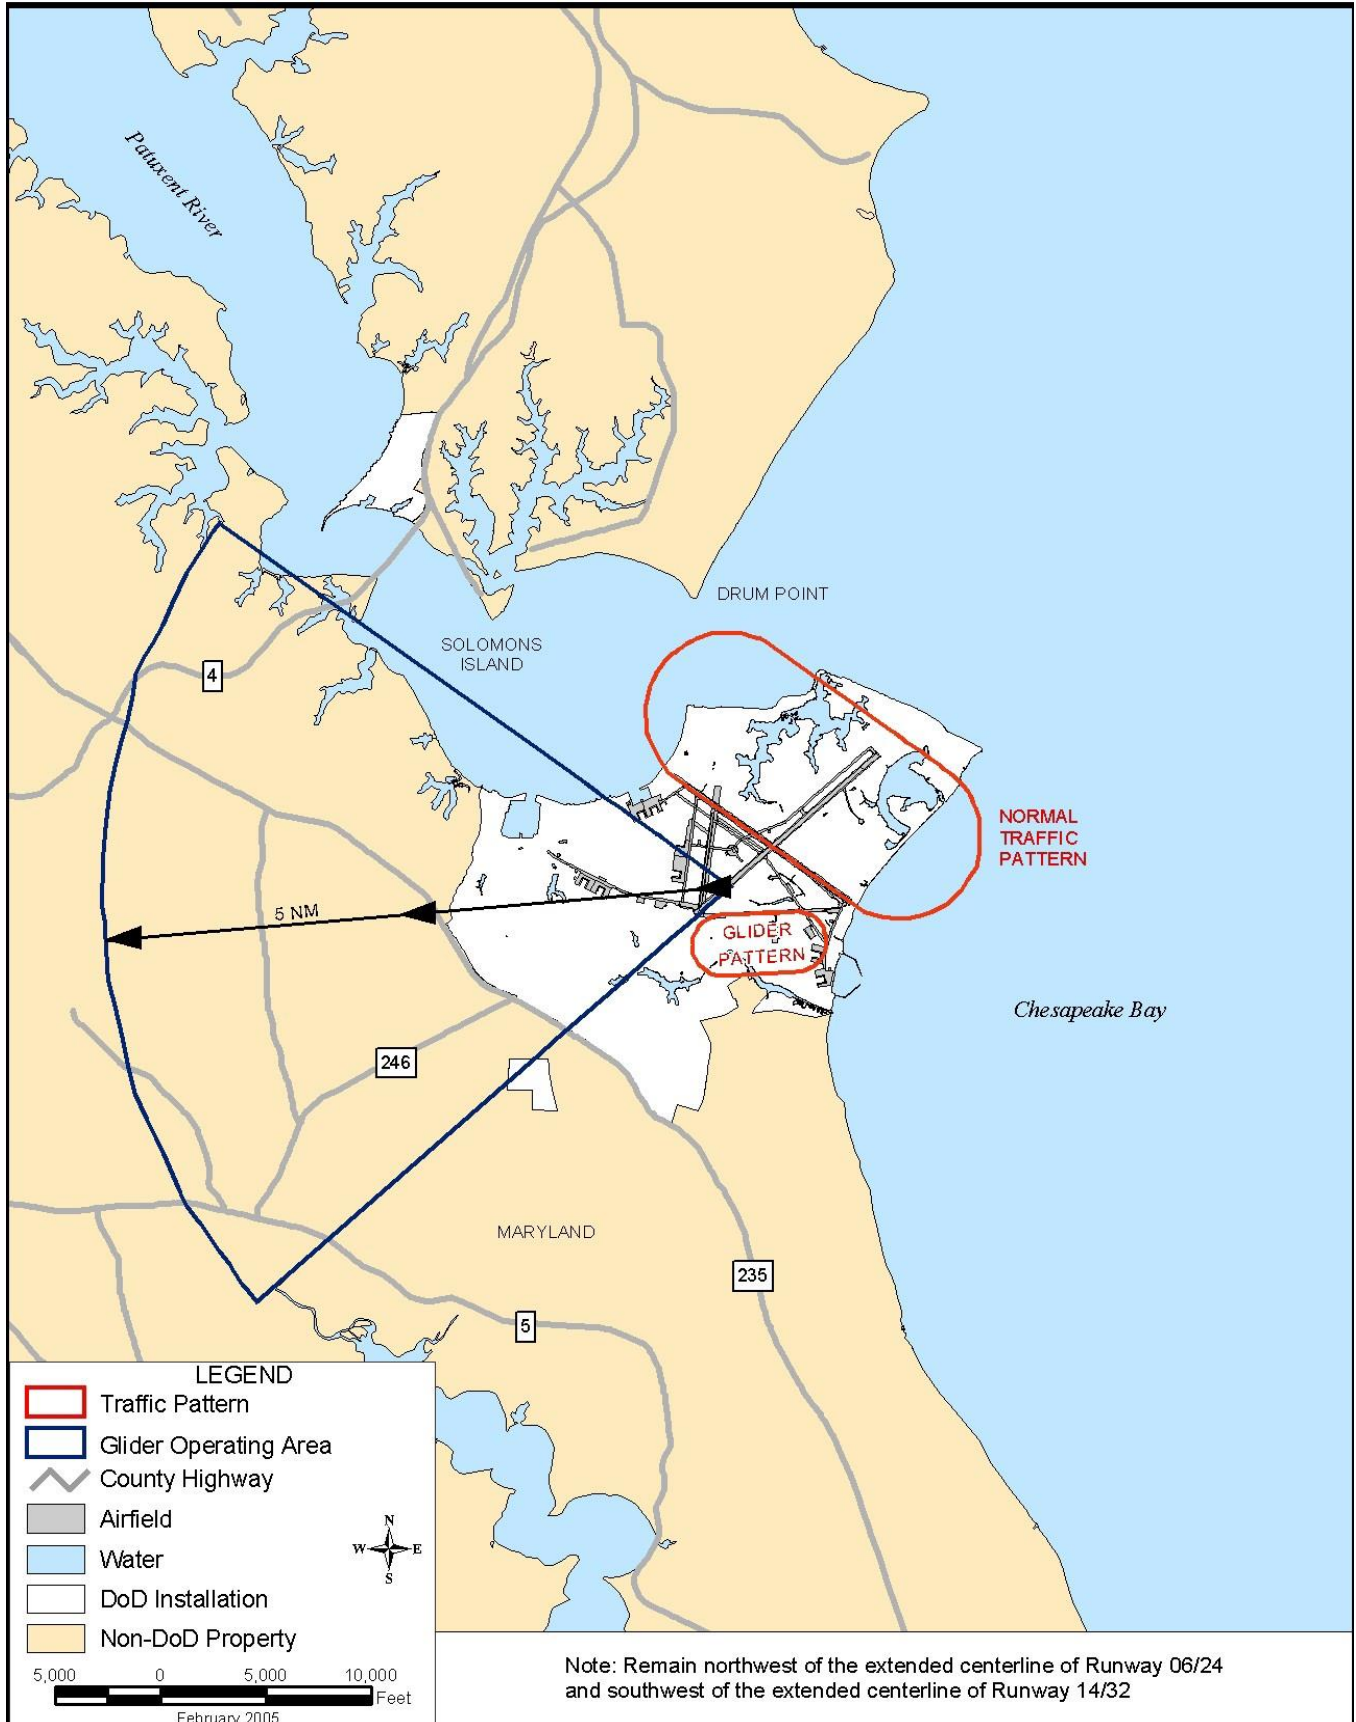 Patuxent River
DRUM POINT
SOLOMONS
ISLAND
4
NORMAL
TRAFFIC
PATTERN
5 NM
GLIDER
PATTERN
Chesapeake Bay
246
MARYLAND
235
5
LEGEND
Traffic Pattern
Glider Operating Area
County Highway
Airfield
Water
DoD Installation
Non-DoD Property
N
W E
S
5,000 0 5,000 10,000
Feet
February 2005
Note: Remain northwest of the extended centerline of Runway 06/24
and southwest of the extended centerline of Runway 14/32